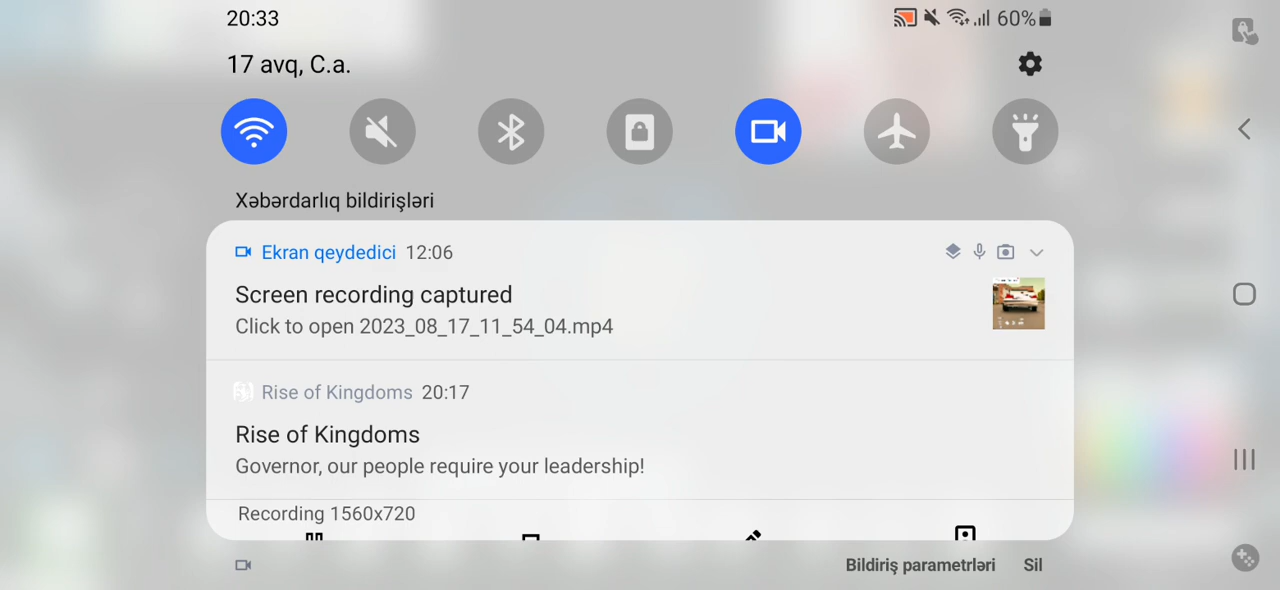 20:33
60%
17 avq, C.a.
Xəbərdarlıq bildirişləri
Ekran qeydedici 12:06
Screen recording captured
Click to open 2023_08_17_11_54_04.mp4
Rise of Kingdoms 20:17
Rise of Kingdoms
Governor, our people require your leadership!
Recording 1560x720
Bildiriş parametrləri Sil